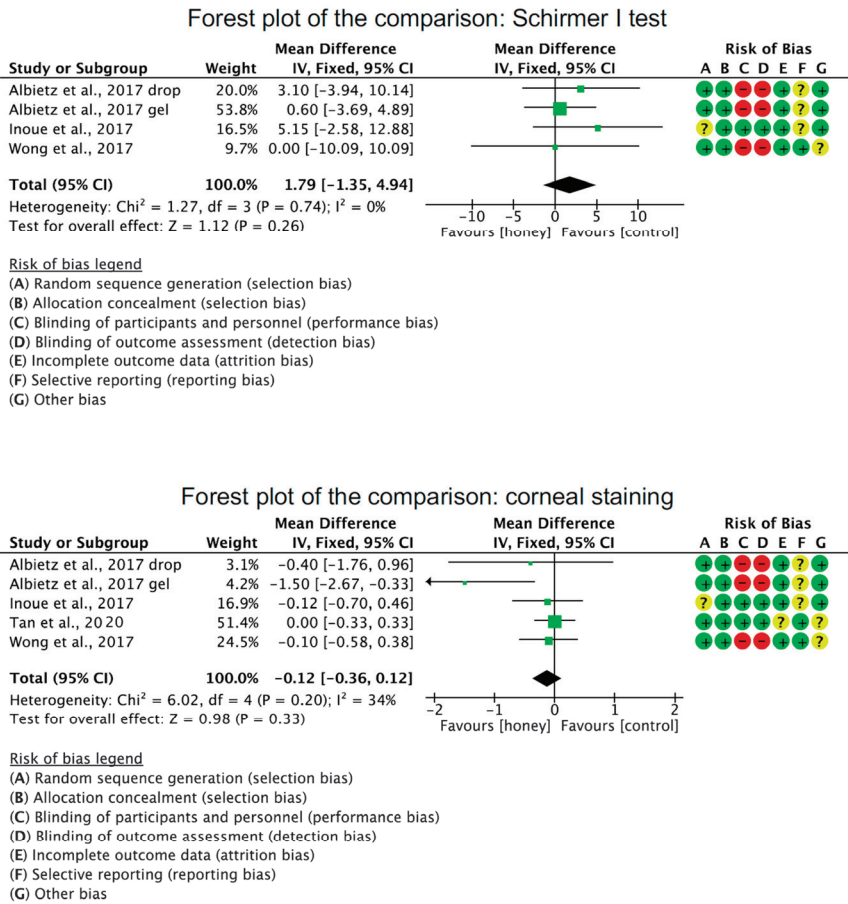 Forest plot of the comparison: Schirmer I test
Mean Difference Mean Difference Risk of Bias
Study or Subgroup Weight IV, Fixed, 95% CI IV, Fixed, 95% CI A B C D E F G
Albietz et al., 2017 drop 20.0% 3.10 [-3.94, 10.14] + + - - + ? +
Albietz et al., 2017 gel 53.8% 0.60 [-3.69, 4.89] + + - - + ? +
Inoue et al., 2017 16.5% 5.15 [-2.58, 12.88] ? + + + + ? +
Wong et al., 2017 9.7% 0.00 [-10.09, 10.09] + + - - + + ?
Total (95% CI) 100.0% 1.79 [-1.35, 4.94]
Heterogeneity: Chi² = 1.27, df = 3 (P = 0.74); I² = 0%
Test for overall effect: Z = 1.12 (P = 0.26)
-10 -5 0 5 10
Favours [honey] Favours [control]
Risk of bias legend
(A) Random sequence generation (selection bias)
(B) Allocation concealment (selection bias)
(C) Blinding of participants and personnel (performance bias)
(D) Blinding of outcome assessment (detection bias)
(E) Incomplete outcome data (attrition bias)
(F) Selective reporting (reporting bias)
(G) Other bias
Forest plot of the comparison: corneal staining
Mean Difference Mean Difference Risk of Bias
Study or Subgroup Weight IV, Fixed, 95% CI IV, Fixed, 95% CI A B C D E F G
Albietz et al., 2017 drop 3.1% -0.40 [-1.76, 0.96] + + - - + ? +
Albietz et al., 2017 gel 4.2% -1.50 [-2.67, -0.33] + + - - + ? +
Inoue et al., 2017 16.9% -0.12 [-0.70, 0.46] ? + + + + ? +
Tan et al., 2020 51.4% 0.00 [-0.33, 0.33] + + + + ? + ?
Wong et al., 2017 24.5% -0.10 [-0.58, 0.38] + + - - + + ?
Total (95% CI) 100.0% -0.12 [-0.36, 0.12]
Heterogeneity: Chi² = 6.02, df = 4 (P = 0.20); I² = 34%
Test for overall effect: Z = 0.98 (P = 0.33)
-2 -1 0 1 2
Favours [honey] Favours [control]
Risk of bias legend
(A) Random sequence generation (selection bias)
(B) Allocation concealment (selection bias)
(C) Blinding of participants and personnel (performance bias)
(D) Blinding of outcome assessment (detection bias)
(E) Incomplete outcome data (attrition bias)
(F) Selective reporting (reporting bias)
(G) Other bias